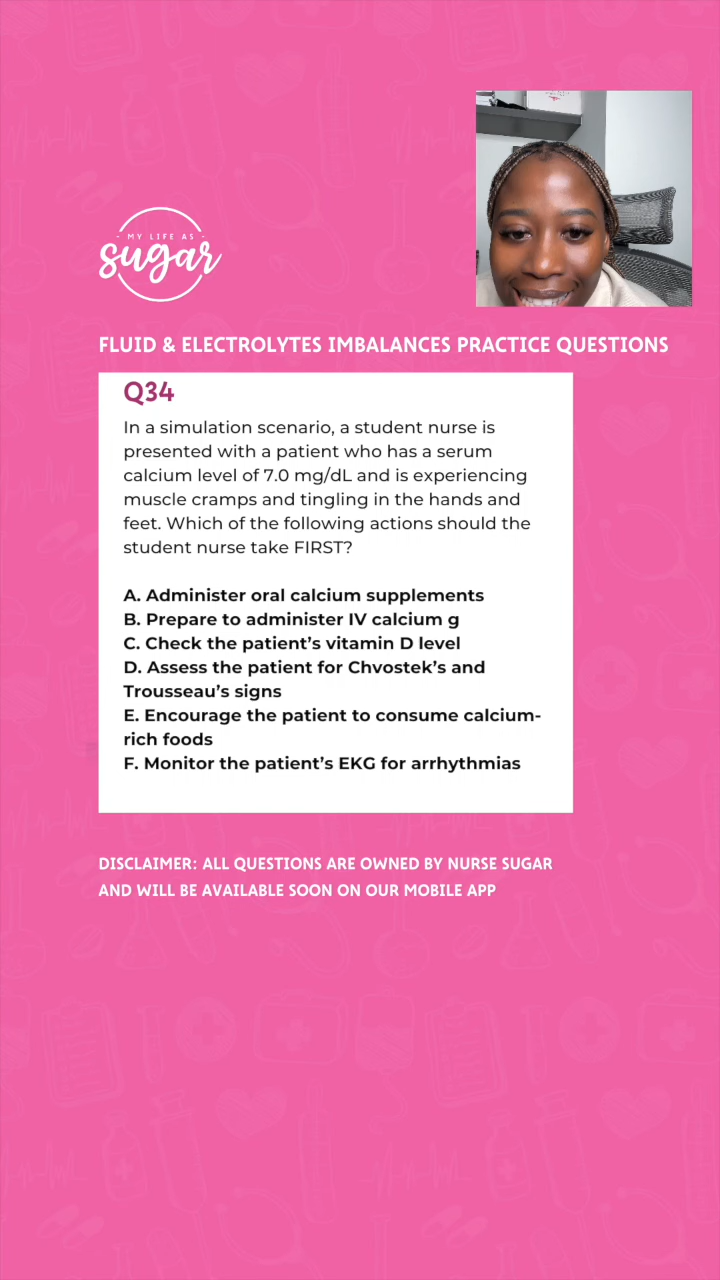 - MY LIFE AS -
sugar
FLUID & ELECTROLYTES IMBALANCES PRACTICE QUESTIONS
Q34
In a simulation scenario, a student nurse is
presented with a patient who has a serum
calcium level of 7.0 mg/dL and is experiencing
muscle cramps and tingling in the hands and
feet. Which of the following actions should the
student nurse take FIRST?
A. Administer oral calcium supplements
B. Prepare to administer IV calcium g
C. Check the patient’s vitamin D level
D. Assess the patient for Chvostek’s and
Trousseau’s signs
E. Encourage the patient to consume calcium-
rich foods
F. Monitor the patient’s EKG for arrhythmias
DISCLAIMER: ALL QUESTIONS ARE OWNED BY NURSE SUGAR
AND WILL BE AVAILABLE SOON ON OUR MOBILE APP